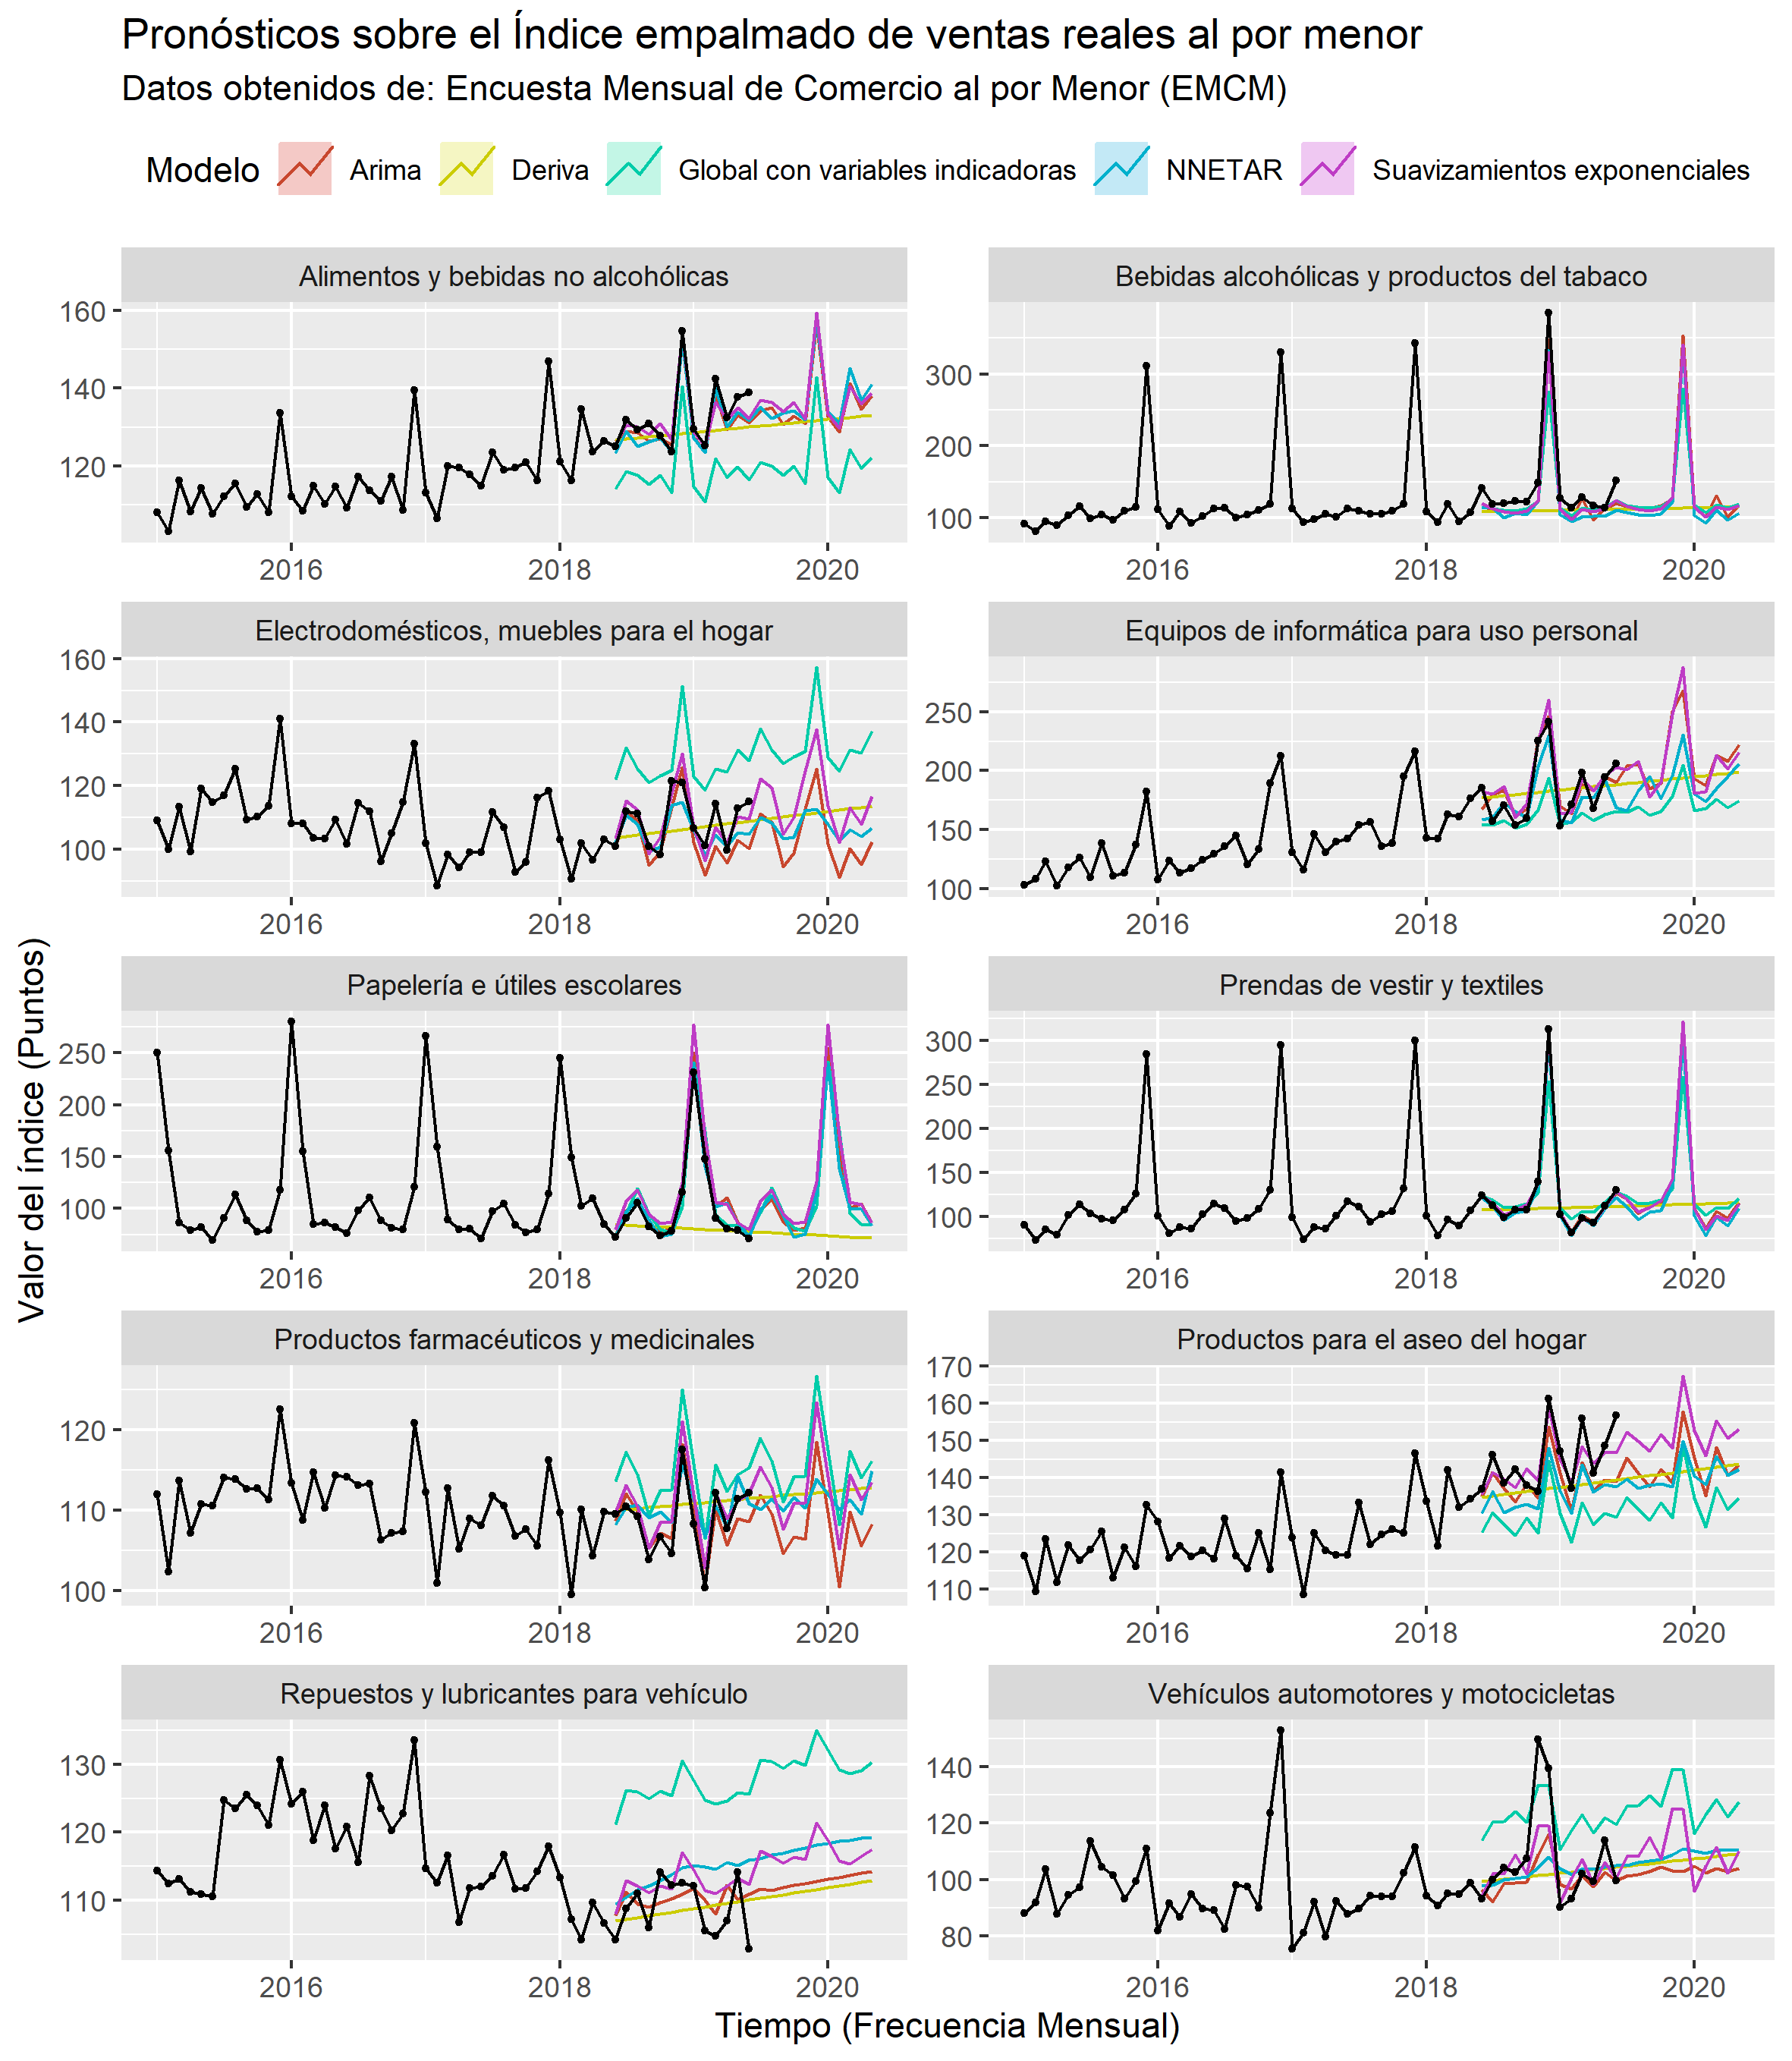 Pronósticos sobre el Índice empalmado de ventas reales al por menor
Datos obtenidos de: Encuesta Mensual de Comercio al por Menor (EMCM)
Modelo Arima Deriva Global con variables indicadoras NNETAR Suavizamientos exponenciales
Valor del índice (Puntos)
Alimentos y bebidas no alcohólicas
160
140
120
2016 2018 2020
Bebidas alcohólicas y productos del tabaco
300
200
100
2016 2018 2020
Electrodomésticos, muebles para el hogar
160
140
120
100
2016 2018 2020
Equipos de informática para uso personal
250
200
150
100
2016 2018 2020
Papelería e útiles escolares
250
200
150
100
2016 2018 2020
Prendas de vestir y textiles
300
250
200
150
100
2016 2018 2020
Productos farmacéuticos y medicinales
120
110
100
2016 2018 2020
Productos para el aseo del hogar
170
160
150
140
130
120
110
2016 2018 2020
Repuestos y lubricantes para vehículo
130
120
110
2016 2018 2020
Vehículos automotores y motocicletas
140
120
100
80
2016 2018 2020
Tiempo (Frecuencia Mensual)